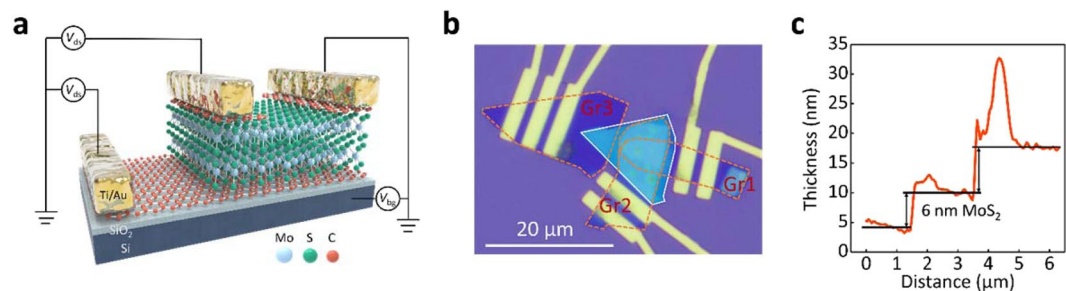 a
V_ds
V_ds
Ti/Au
SiO₂
Si
V_bg
Mo S C
b
Gr3
Gr1
Gr2
20 μm
c
Thickness (nm)
35
30
25
20
15
10
5
0
6 nm MoS₂
0 1 2 3 4 5 6
Distance (μm)